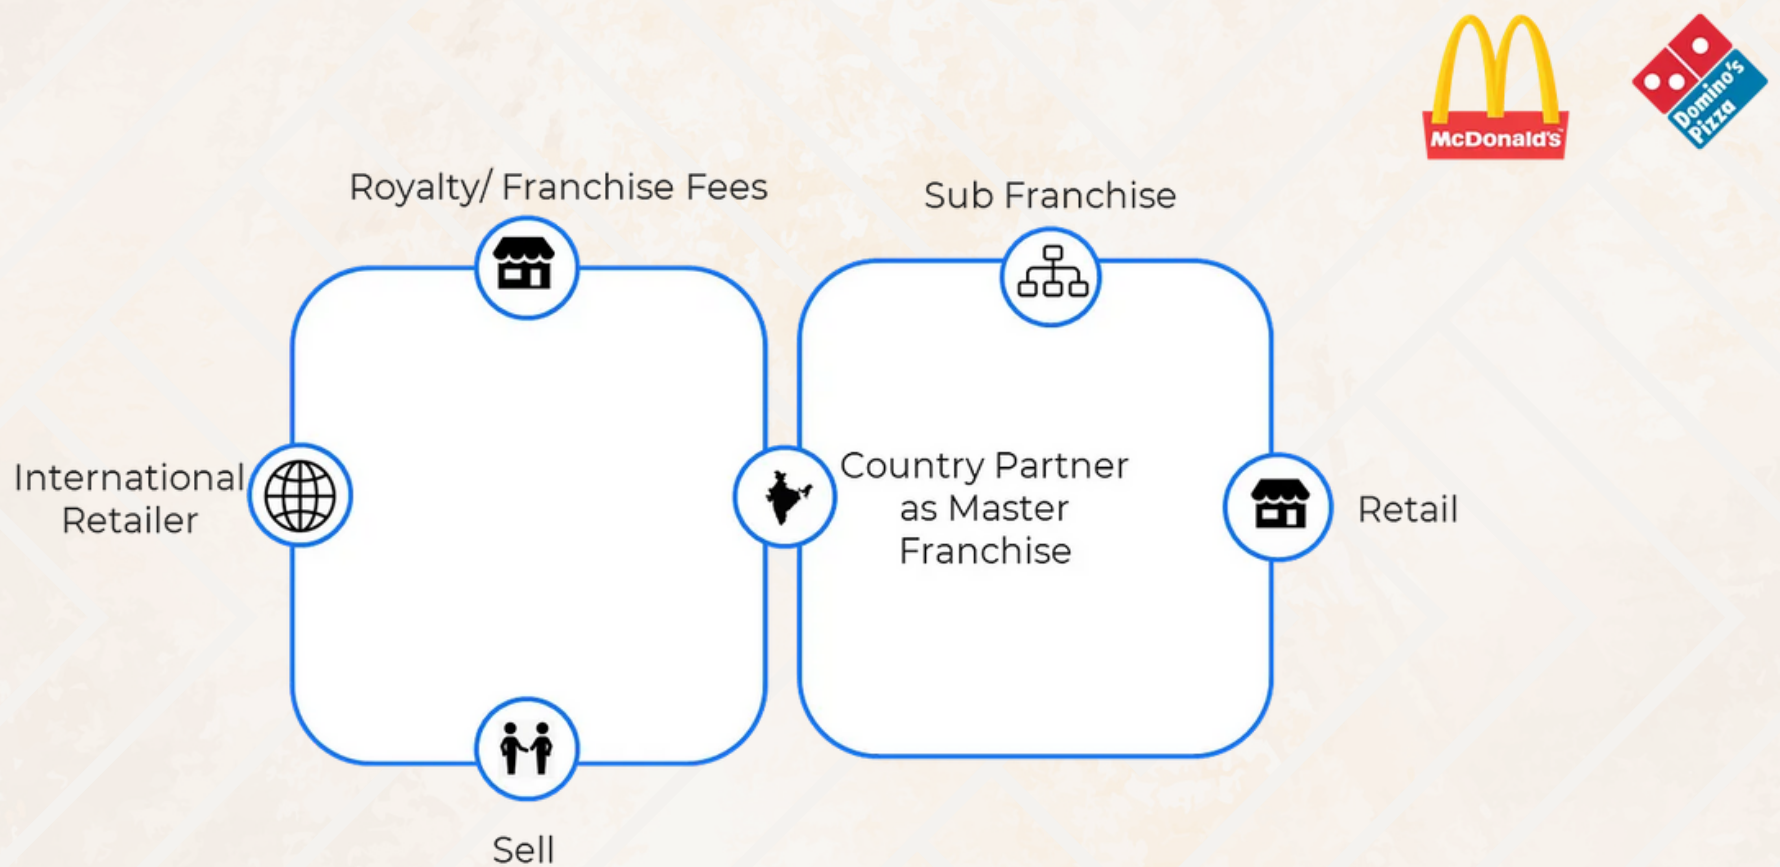 McDonald's
Domino's
Pizza
Royalty/ Franchise Fees
Sub Franchise
International
Retailer
Country Partner
as Master
Franchise
Retail
Sell